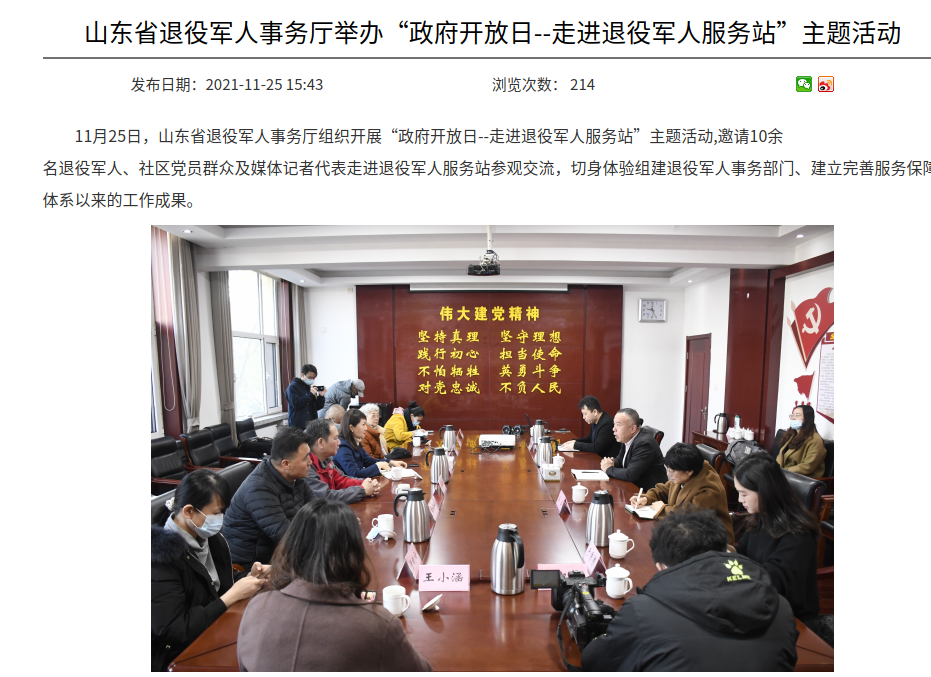 山东省退役军人事务厅举办“政府开放日--走进退役军人服务站”主题活动
发布日期：2021-11-25 15:43
浏览次数： 214
11月25日，山东省退役军人事务厅组织开展“政府开放日--走进退役军人服务站”主题活动,邀请10余
名退役军人、社区党员群众及媒体记者代表走进退役军人服务站参观交流，切身体验组建退役军人事务部门、建立完善服务保障
体系以来的工作成果。
伟大建党精神
坚持真理 坚守理想
践行初心 担当使命
不怕牺牲 英勇斗争
对党忠诚 不负人民
王小涵
KELME